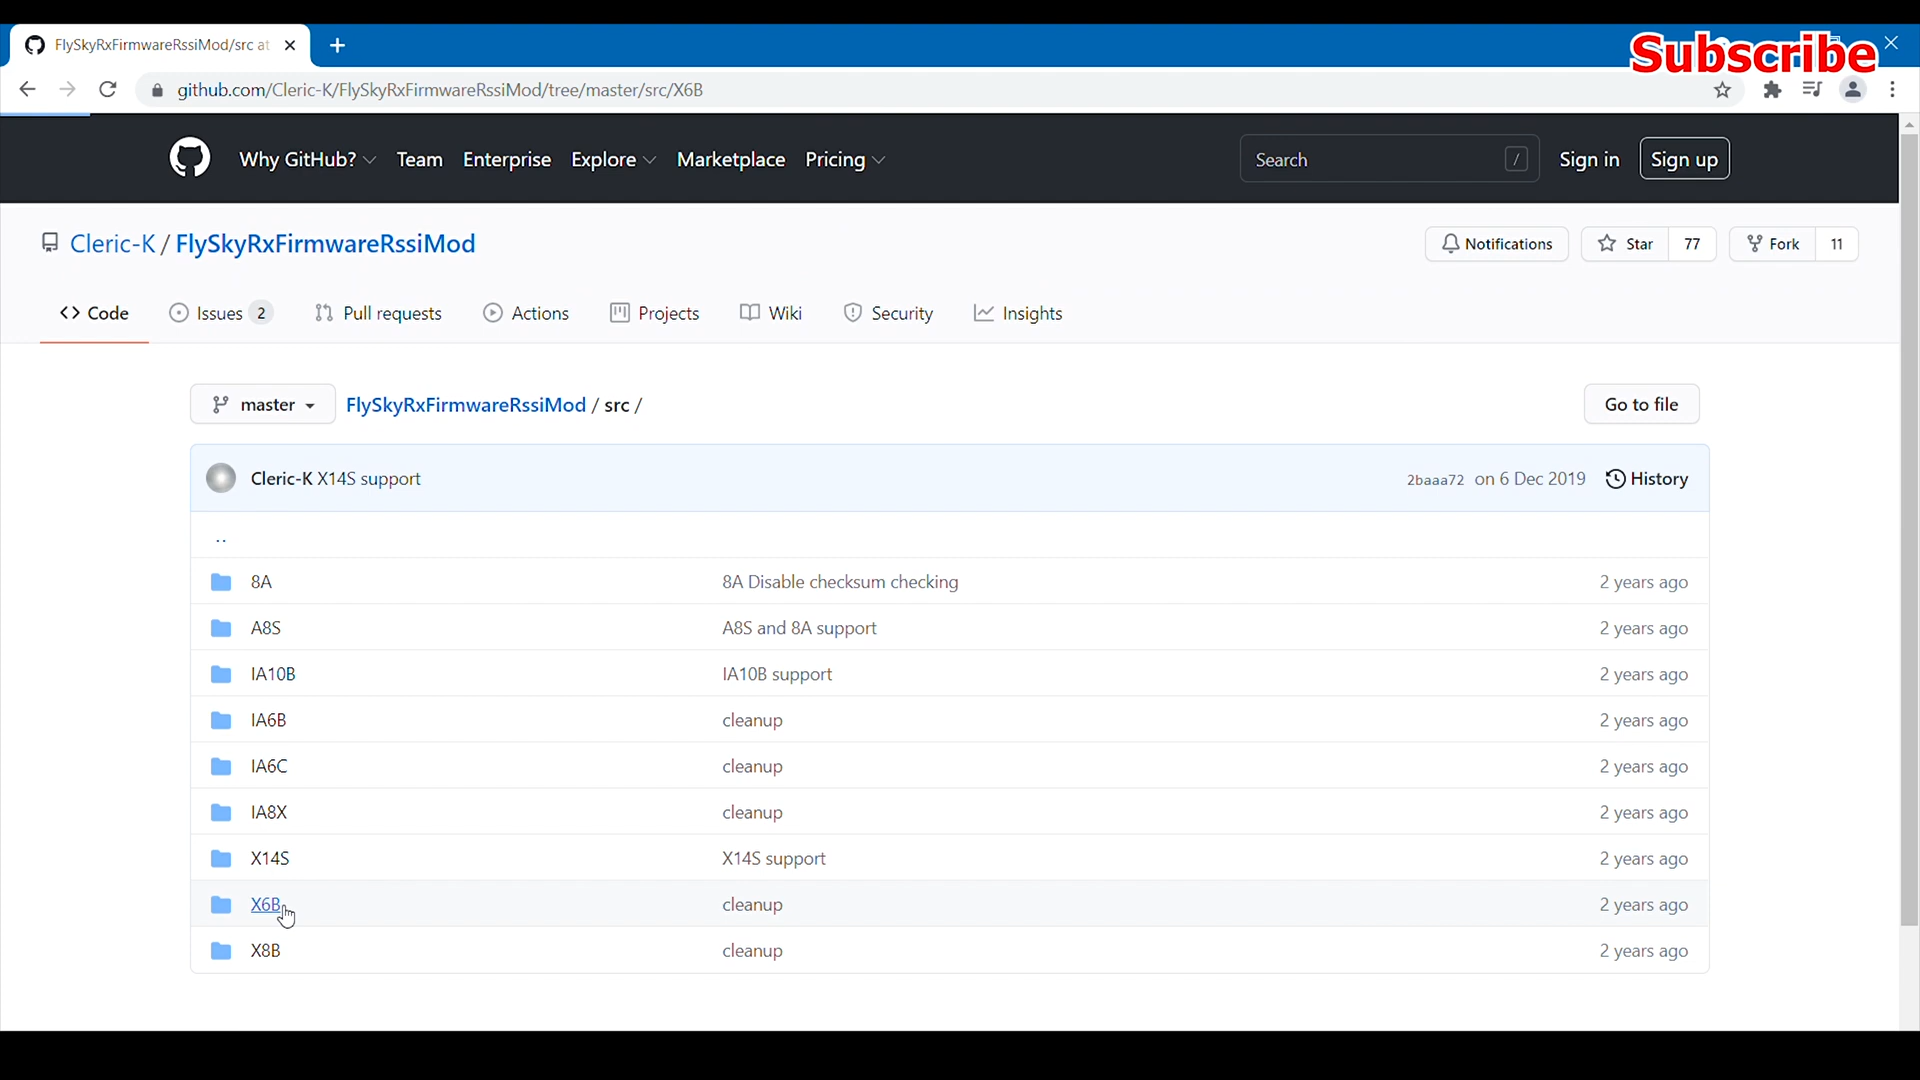 FlySkyRxFirmwareRssiMod/src at
Subscribe
github.com/Cleric-K/FlySkyRxFirmwareRssiMod/tree/master/src/X6B
Why GitHub? Team Enterprise Explore Marketplace Pricing Search / Sign in Sign up
Cleric-K / FlySkyRxFirmwareRssiMod Notifications Star 77 Fork 11
Code Issues 2 Pull requests Actions Projects Wiki Security Insights
master FlySkyRxFirmwareRssiMod / src / Go to file
Cleric-K X14S support 2baaa72 on 6 Dec 2019 History
..
8A 8A Disable checksum checking 2 years ago
A8S A8S and 8A support 2 years ago
IA10B IA10B support 2 years ago
IA6B cleanup 2 years ago
IA6C cleanup 2 years ago
IA8X cleanup 2 years ago
X14S X14S support 2 years ago
X6B cleanup 2 years ago
X8B cleanup 2 years ago